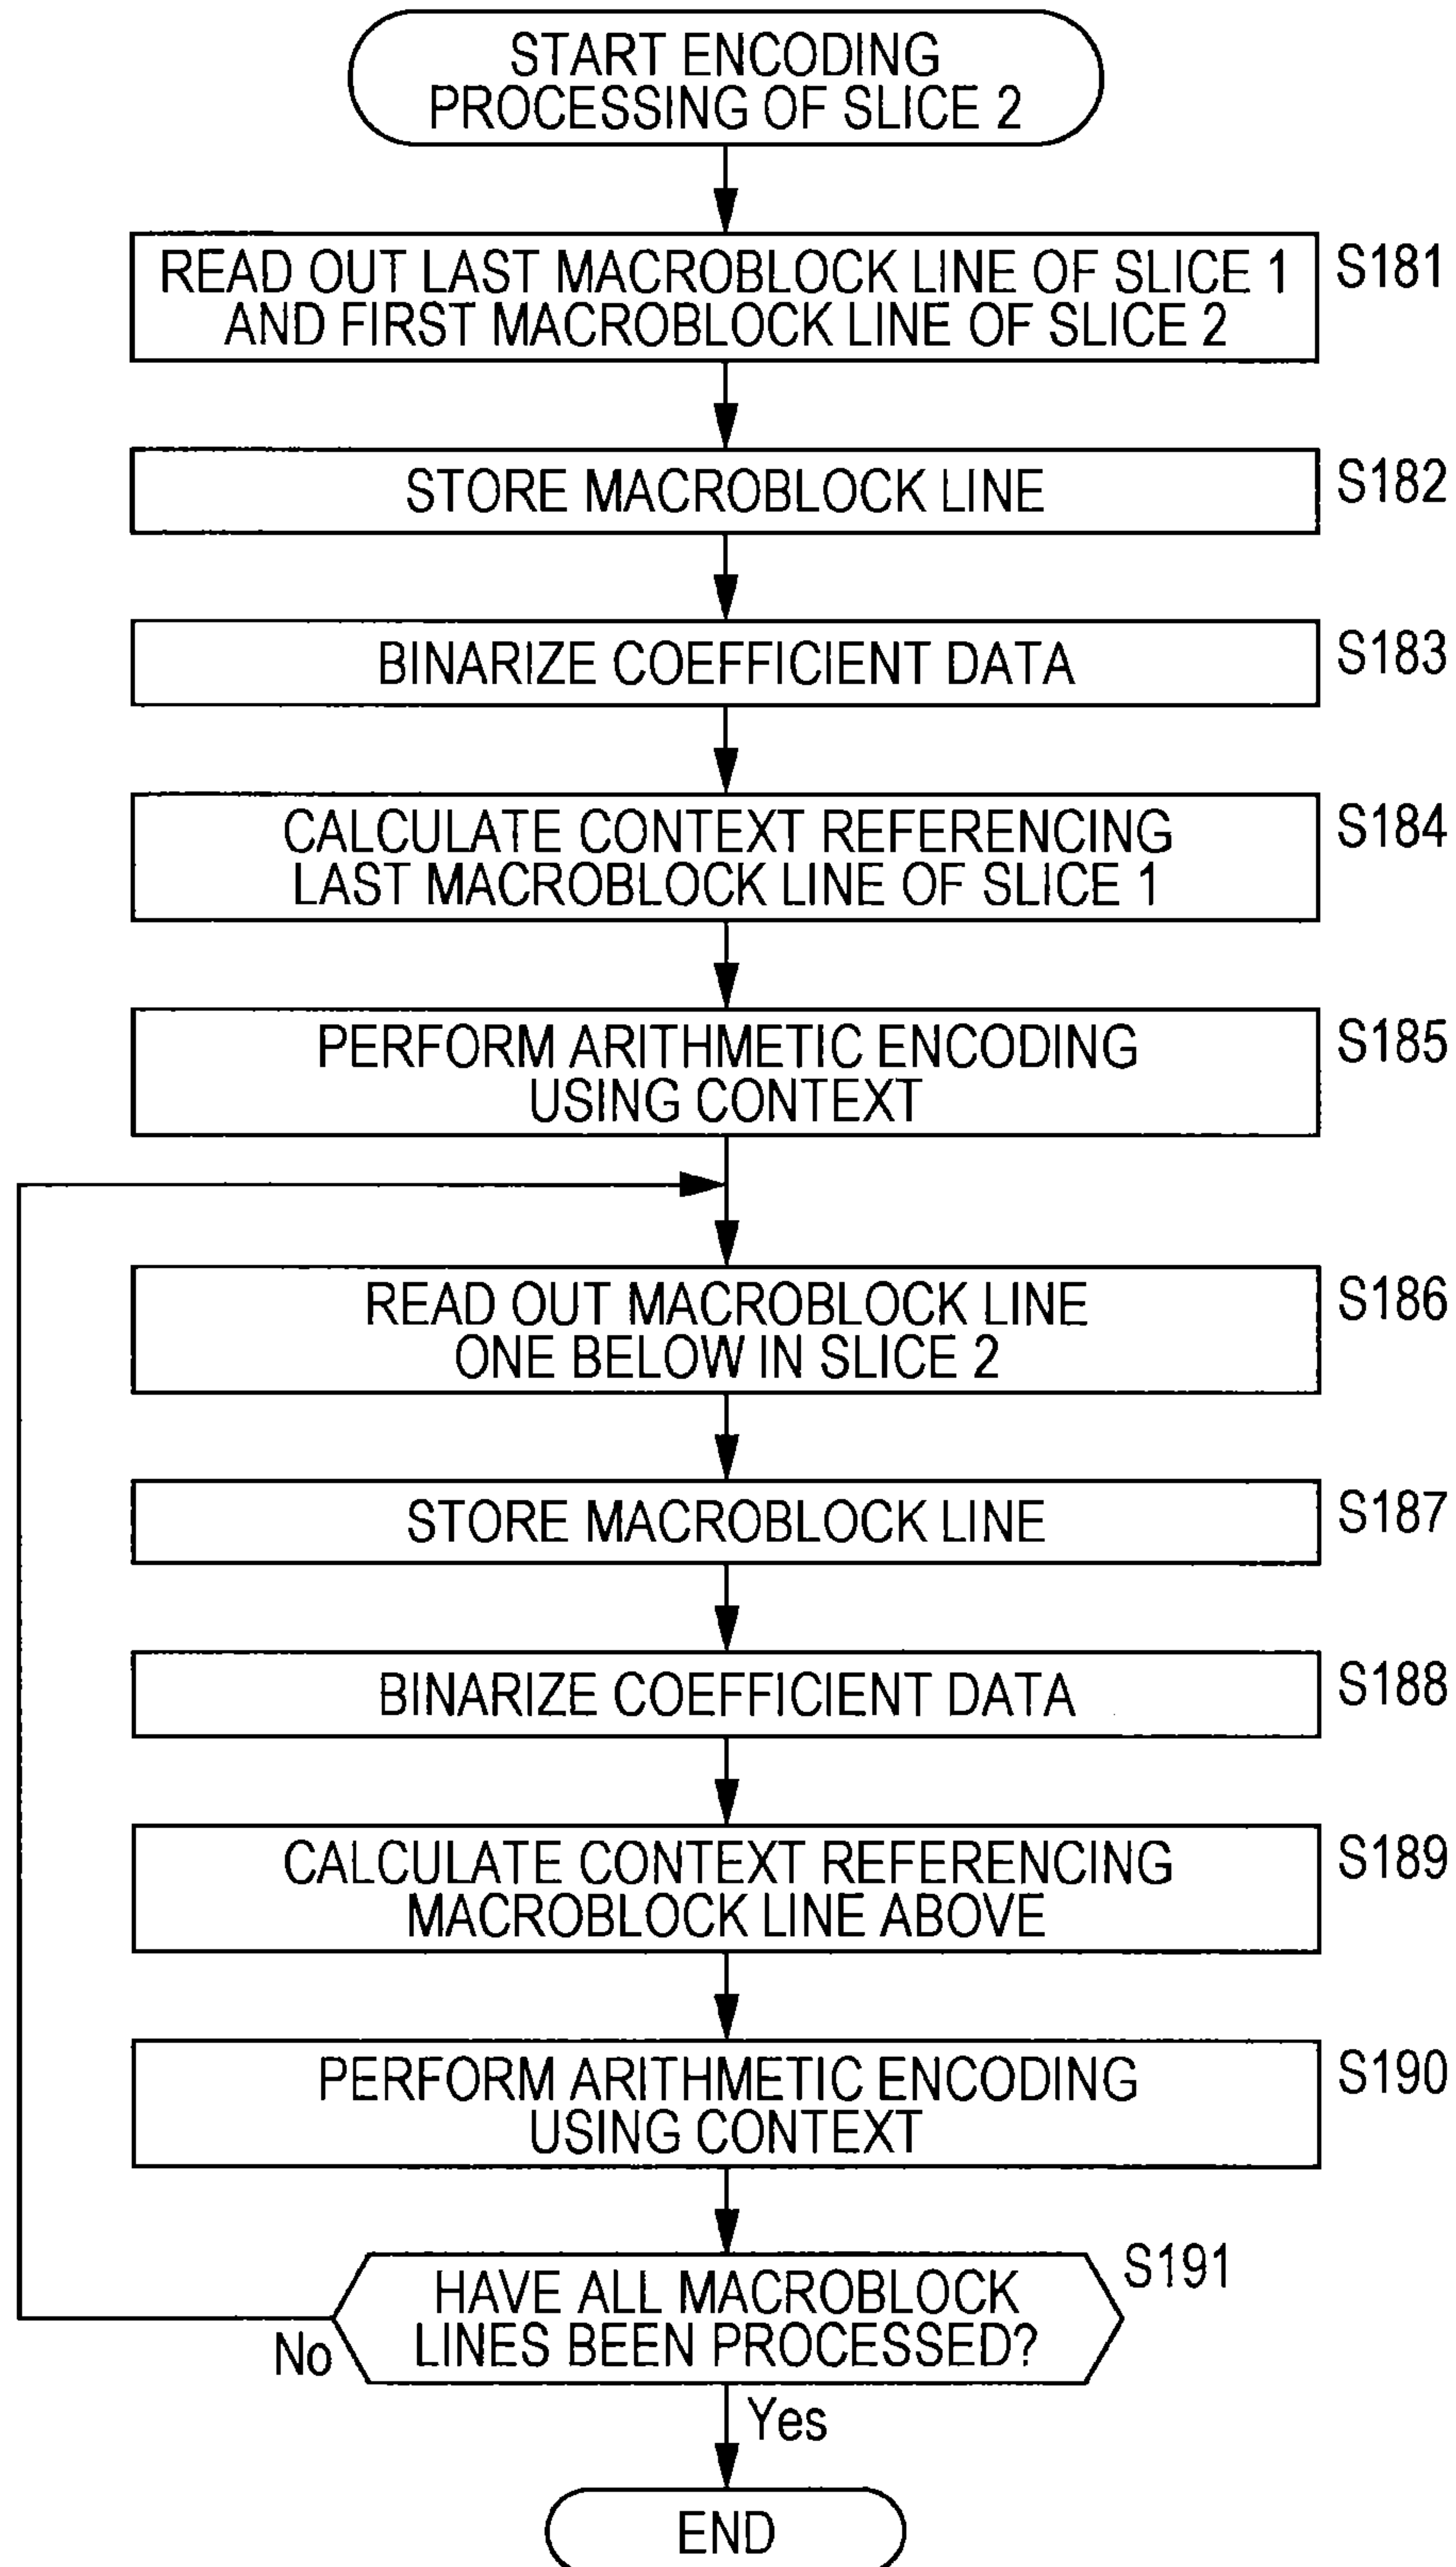 START ENCODING
PROCESSING OF SLICE 2
READ OUT LAST MACROBLOCK LINE OF SLICE 1
AND FIRST MACROBLOCK LINE OF SLICE 2
S181
STORE MACROBLOCK LINE
S182
BINARIZE COEFFICIENT DATA
S183
CALCULATE CONTEXT REFERENCING
LAST MACROBLOCK LINE OF SLICE 1
S184
PERFORM ARITHMETIC ENCODING
USING CONTEXT
S185
READ OUT MACROBLOCK LINE
ONE BELOW IN SLICE 2
S186
STORE MACROBLOCK LINE
S187
BINARIZE COEFFICIENT DATA
S188
CALCULATE CONTEXT REFERENCING
MACROBLOCK LINE ABOVE
S189
PERFORM ARITHMETIC ENCODING
USING CONTEXT
S190
HAVE ALL MACROBLOCK
LINES BEEN PROCESSED?
S191
No
Yes
END